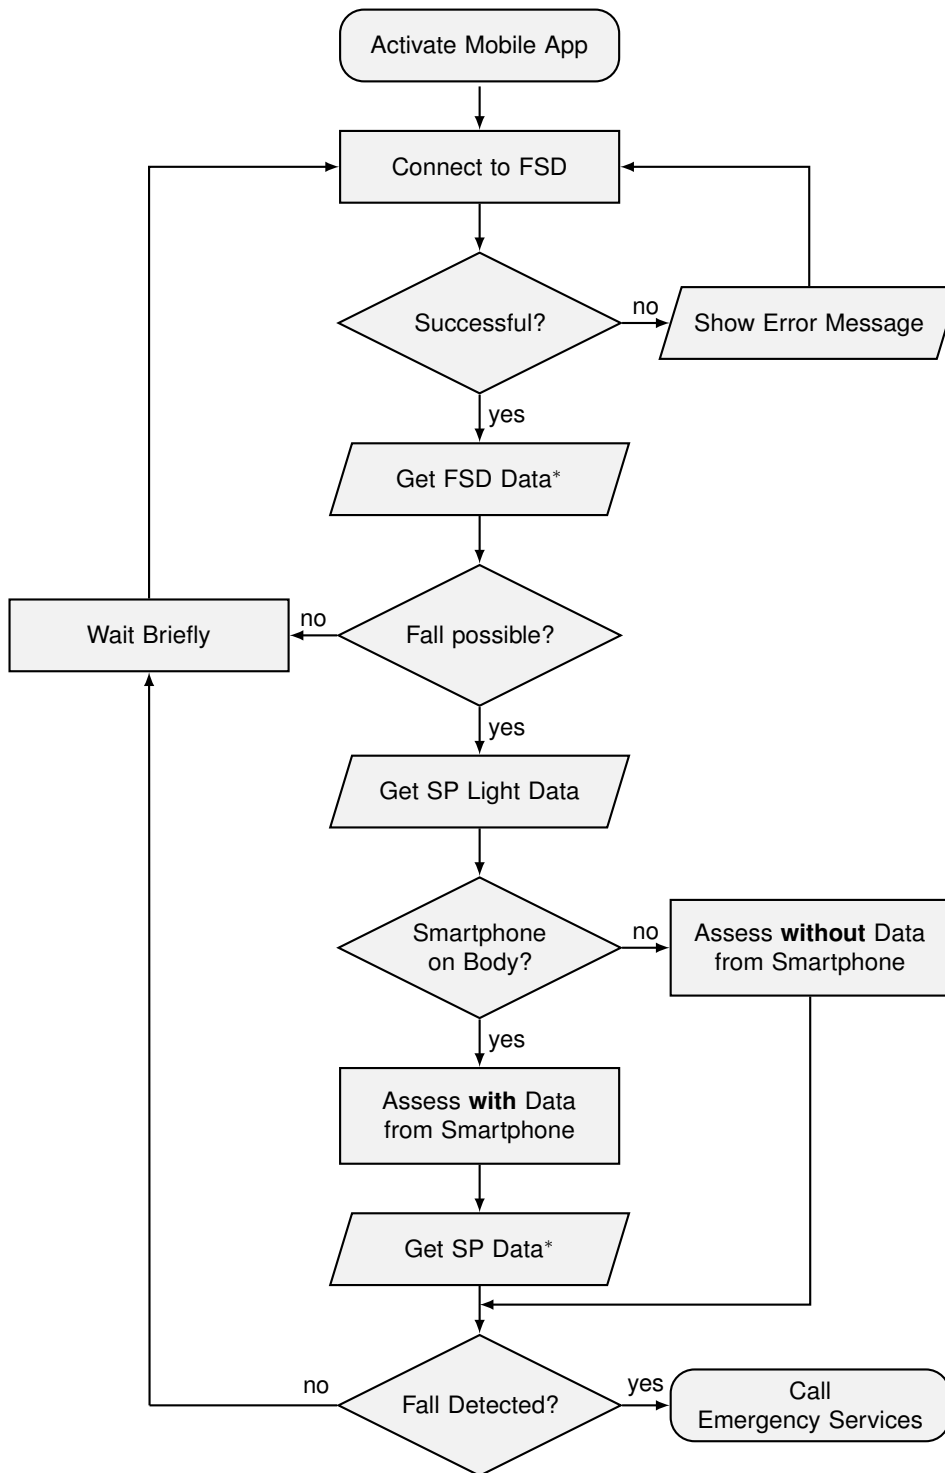 Activate Mobile App
Connect to FSD
Successful?
no
Show Error Message
yes
Get FSD Data*
Wait Briefly
no
Fall possible?
yes
Get SP Light Data
Smartphone
on Body?
no
Assess without Data
from Smartphone
yes
Assess with Data
from Smartphone
Get SP Data*
no
Fall Detected?
yes
Call
Emergency Services